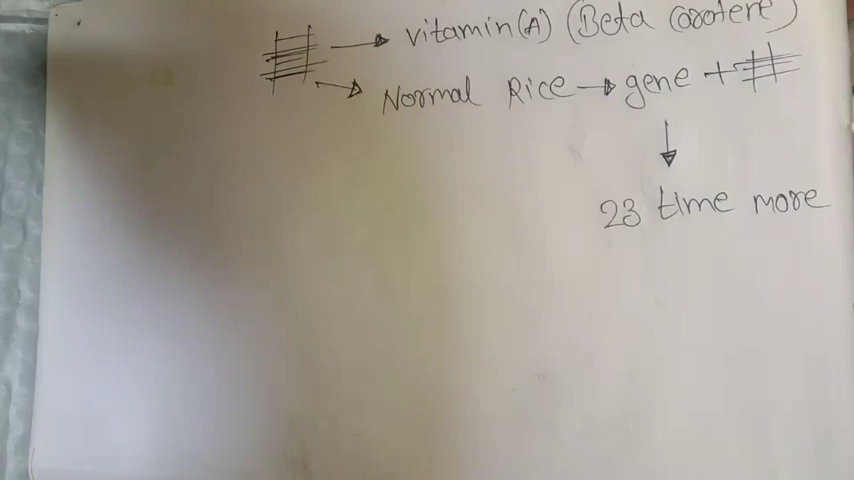 → vitamin(A) (Beta carotene)
→ Normal Rice → gene +
↓
23 time more